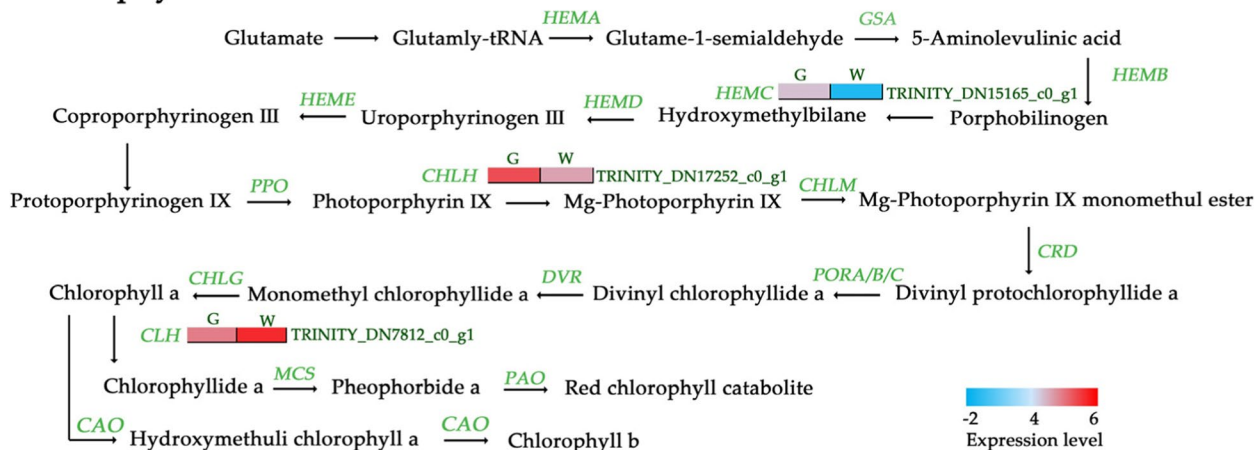 HEMA
GSA
Glutamate Glutamly-tRNA Glutame-1-semialdehyde 5-Aminolevulinic acid
HEMB
G W
HEME HEMD HEMC TRINITY_DN15165_c0_g1
Coproporphyrinogen III Uroporphyrinogen III Hydroxymethylbilane Porphobilinogen
G W
CHLH TRINITY_DN17252_c0_g1
PPO CHLM
Protoporphyrinogen IX Photoporphyrin IX Mg-Photoporphyrin IX Mg-Photoporphyrin IX monomethul ester
CRD
CHLG DVR PORA/B/C
Chlorophyll a Monomethyl chlorophyllide a Divinyl chlorophyllide a Divinyl protochlorophyllide a
G W
CLH TRINITY_DN7812_c0_g1
MCS PAO
Chlorophyllide a Pheophorbide a Red chlorophyll catabolite
CAO CAO
Hydroxymethuli chlorophyll a Chlorophyll b
-2 4 6
Expression level